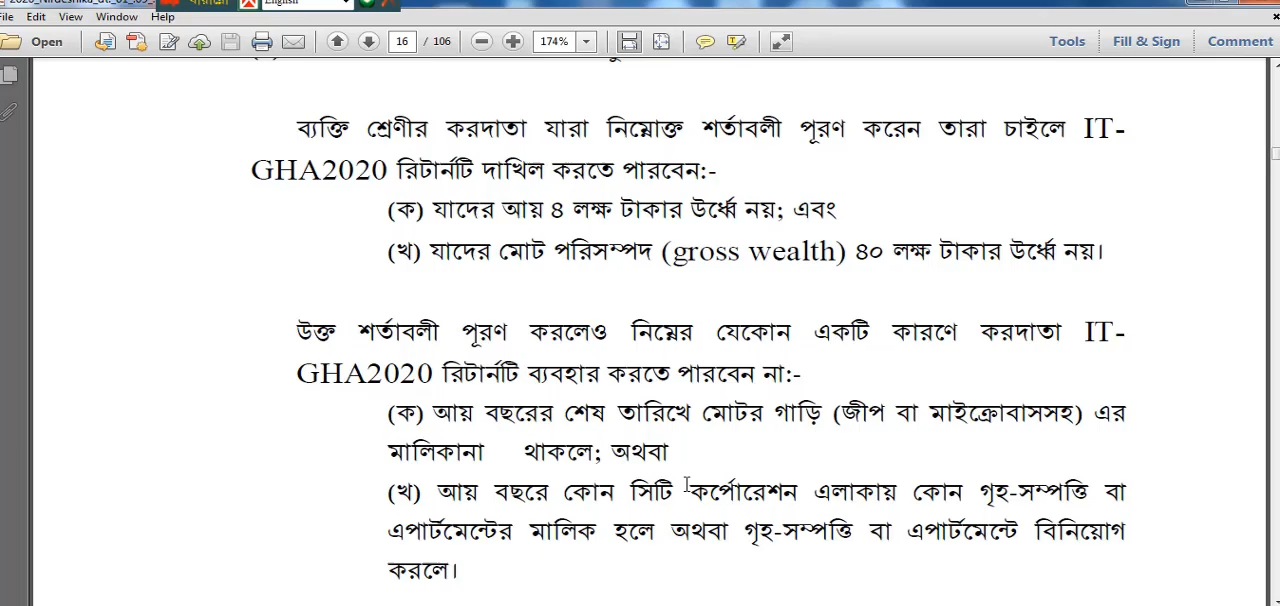 English
File Edit View Window Help
Open 16 / 106 174% Tools Fill & Sign Comment
ব্যক্তি শ্রেণীর করদাতা যারা নিম্নোক্ত শর্তাবলী পূরণ করেন তারা চাইলে IT-
GHA2020 রিটার্নটি দাখিল করতে পারবেন:-
(ক) যাদের আয় ৪ লক্ষ টাকার উর্ধ্বে নয়; এবং
(খ) যাদের মোট পরিসম্পদ (gross wealth) ৪০ লক্ষ টাকার উর্ধ্বে নয়।
উক্ত শর্তাবলী পূরণ করলেও নিম্নের যেকোন একটি কারণে করদাতা IT-
GHA2020 রিটার্নটি ব্যবহার করতে পারবেন না:-
(ক) আয় বছরের শেষ তারিখে মোটর গাড়ি (জীপ বা মাইক্রোবাসসহ) এর
মালিকানা থাকলে; অথবা
(খ) আয় বছরে কোন সিটি কর্পোরেশন এলাকায় কোন গৃহ-সম্পত্তি বা
এপার্টমেন্টের মালিক হলে অথবা গৃহ-সম্পত্তি বা এপার্টমেন্টে বিনিয়োগ
করলে।